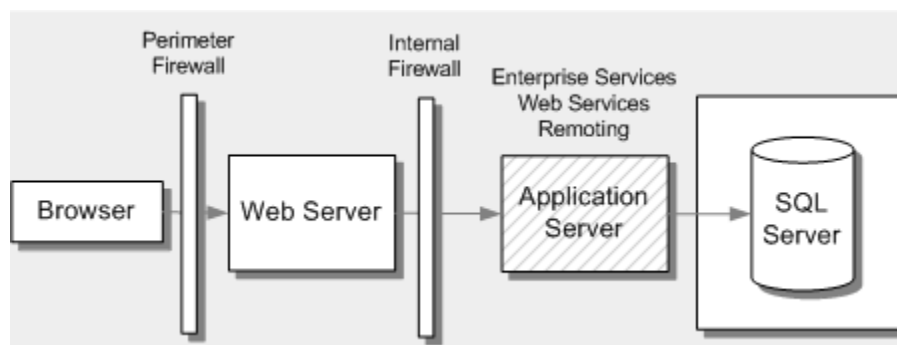 Perimeter
Firewall
Internal
Firewall
Enterprise Services
Web Services
Remoting
Browser
Web Server
Application
Server
SQL
Server